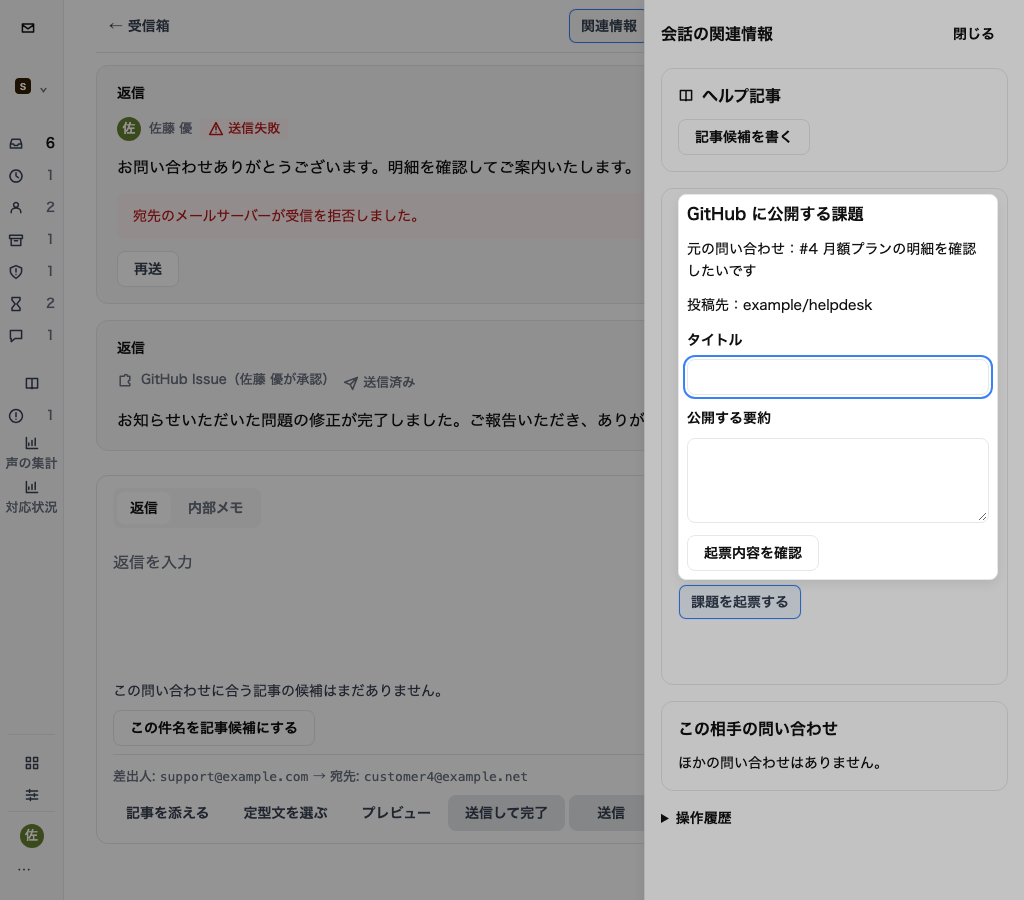 S
6
1
2
1
1
2
1
1
声の集計
対応状況
佐
...
← 受信箱
関連情報
返信
佐 佐藤 優 送信失敗
お問い合わせありがとうございます。明細を確認してご案内いたします。
宛先のメールサーバーが受信を拒否しました。
再送
返信
GitHub Issue（佐藤 優が承認） 送信済み
お知らせいただいた問題の修正が完了しました。ご報告いただき、ありが
返信 内部メモ
返信を入力
この問い合わせに合う記事の候補はまだありません。
この件名を記事候補にする
差出人: support@example.com → 宛先: customer4@example.net
記事を添える 定型文を選ぶ プレビュー 送信して完了 送信
会話の関連情報 閉じる
ヘルプ記事
記事候補を書く
GitHub に公開する課題
元の問い合わせ：#4 月額プランの明細を確認
したいです
投稿先：example/helpdesk
タイトル
公開する要約
起票内容を確認
課題を起票する
この相手の問い合わせ
ほかの問い合わせはありません。
▶ 操作履歴